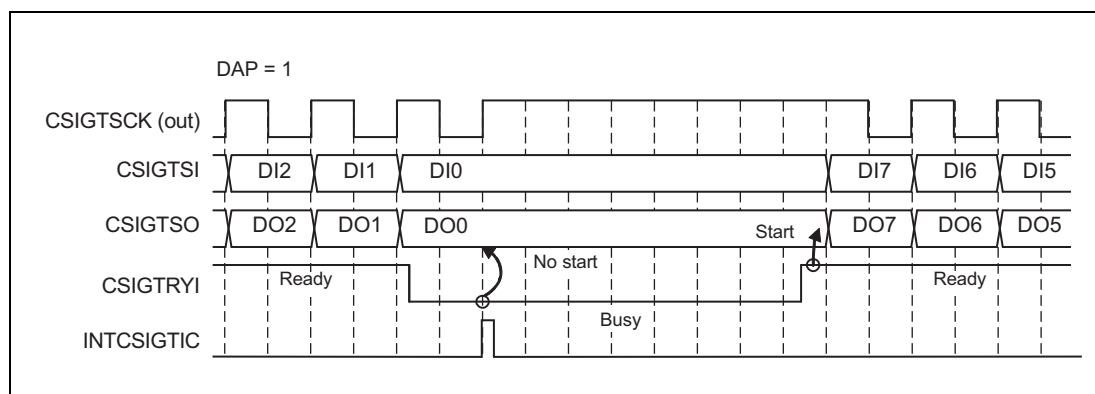 DAP = 1
CSIGTSCK (out)
CSIGTSI DI2 DI1 DI0 DI7 DI6 DI5
CSIGTSO DO2 DO1 DO0 Start DO7 DO6 DO5
CSIGTRYI Ready No start Busy Ready
INTCSIGTIC